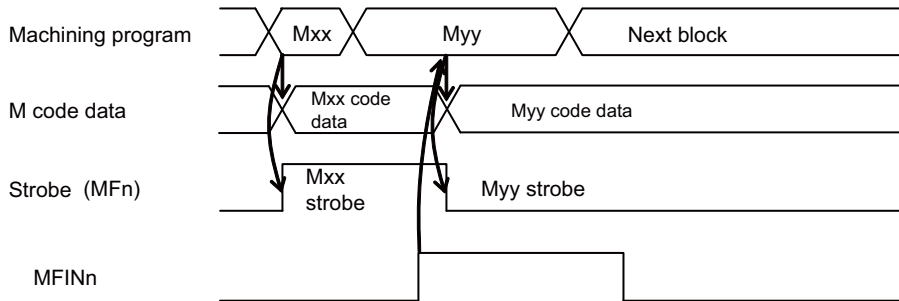 Machining program
Mxx
Myy
Next block
M code data
Mxx code
data
Myy code data
Strobe (MFn)
Mxx
strobe
Myy strobe
MFINn